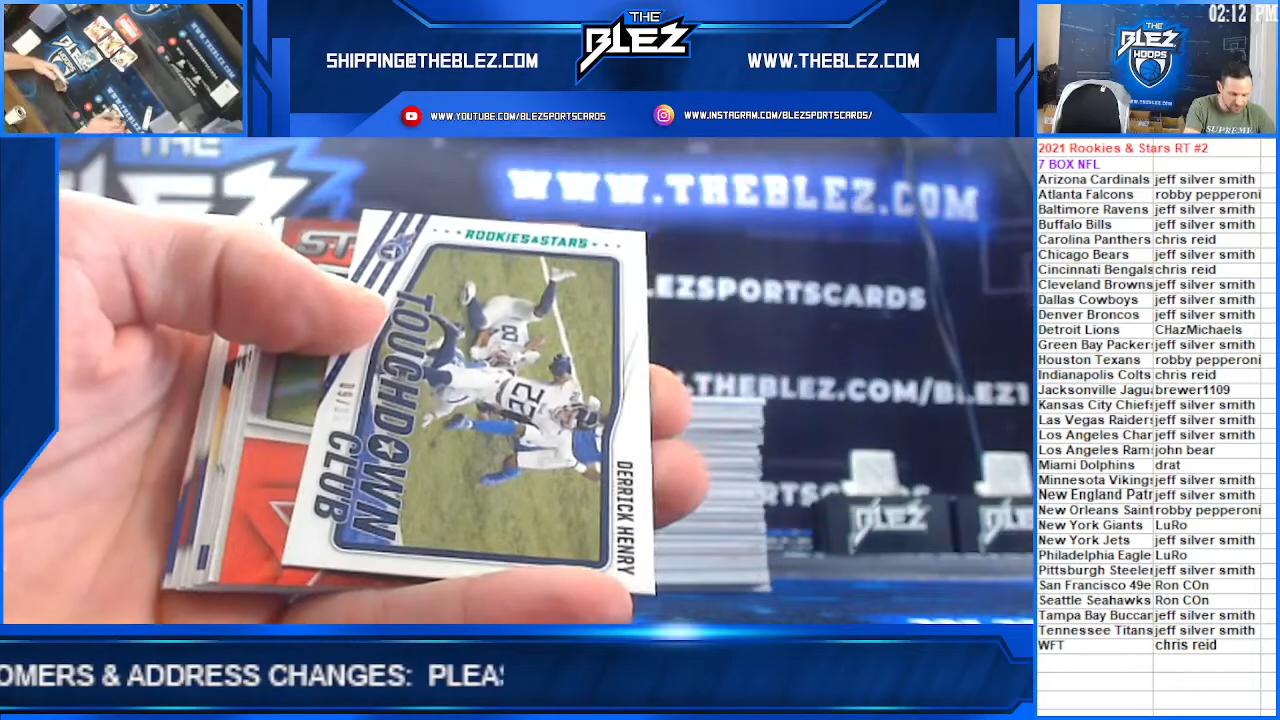 THE
BLEZ
SHIPPING@THEBLEZ.COM
WWW.THEBLEZ.COM
WWW.YOUTUBE.COM/BLEZSPORTSCARDS
WWW.INSTAGRAM.COM/BLEZSPORTSCARDS/
02:12 PM
THE
BLEZ
HOOPS
SUPREME
THE
WWW.THEBLEZ.COM
LEZSPORTSCARDS
.THEBLEZ.COM/BLEZ1
BLEZ
ROOKIES & STARS
TOUCHDOWN
CLUB
DERRICK HENRY
22
2021 Rookies & Stars RT #2
7 BOX NFL
Arizona Cardinals jeff silver smith
Atlanta Falcons robby pepperoni
Baltimore Ravens jeff silver smith
Buffalo Bills jeff silver smith
Carolina Panthers chris reid
Chicago Bears jeff silver smith
Cincinnati Bengals chris reid
Cleveland Browns jeff silver smith
Dallas Cowboys jeff silver smith
Denver Broncos jeff silver smith
Detroit Lions CHazMichaels
Green Bay Packer jeff silver smith
Houston Texans robby pepperoni
Indianapolis Colts chris reid
Jacksonville Jagu brewer1109
Kansas City Chief jeff silver smith
Las Vegas Raider jeff silver smith
Los Angeles Char jeff silver smith
Los Angeles Ram john bear
Miami Dolphins drat
Minnesota Viking jeff silver smith
New England Patr jeff silver smith
New Orleans Saint robby pepperoni
New York Giants LuRo
New York Jets jeff silver smith
Philadelphia Eagle LuRo
Pittsburgh Steele jeff silver smith
San Francisco 49e Ron COn
Seattle Seahawks Ron COn
Tampa Bay Buccar jeff silver smith
Tennessee Titans jeff silver smith
WFT chris reid
OMERS & ADDRESS CHANGES: PLEAS